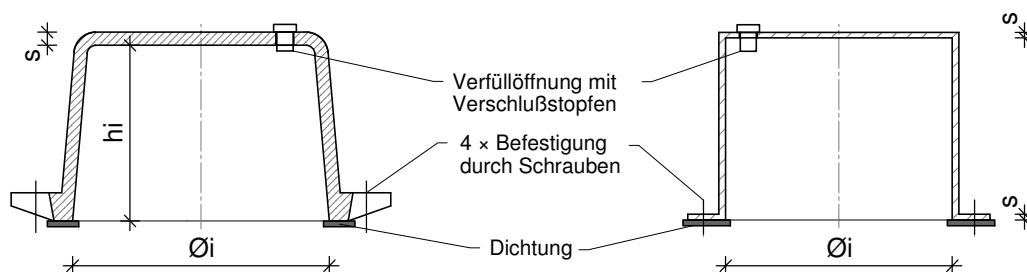 s
hi
Øi
Verfüllöffnung mit
Verschlußstopfen
4 × Befestigung
durch Schrauben
Dichtung
s
s
Øi